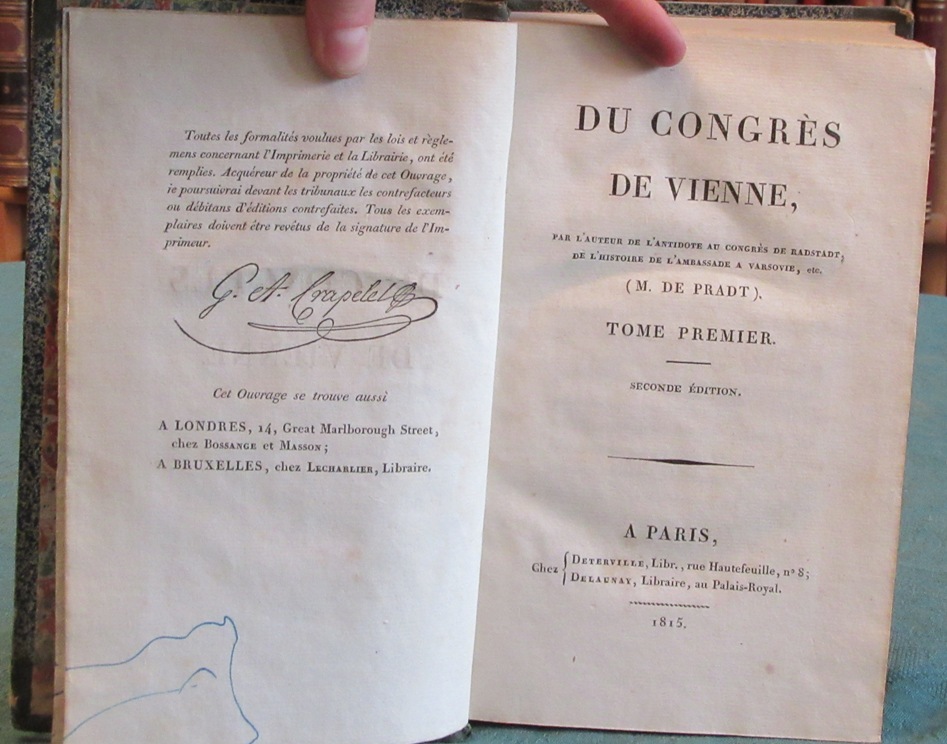 Toutes les formalités voulues par les lois et règle-
mens concernant l'Imprimerie et la Librairie, ont été
remplies. Acquéreur de la propriété de cet Ouvrage,
je poursuivrai devant les tribunaux les contrefacteurs
ou débitans d'éditions contrefaites. Tous les exem-
plaires doivent être revêtus de la signature de l'Im-
primeur.
G. A. Crapelet
Cet Ouvrage se trouve aussi
A LONDRES, 14, Great Marlborough Street,
chez BOSSANGE et MASSON;
A BRUXELLES, chez LECHARLIER, Libraire.
DU CONGRÈS
DE VIENNE,
PAR L'AUTEUR DE L'ANTIDOTE AU CONGRÈS DE RADSTADT,
DE L'HISTOIRE DE L'AMBASSADE A VARSOVIE, etc.
(M. DE PRADT).
TOME PREMIER.
SECONDE ÉDITION.
A PARIS,
Chez { DETERVILLE, Libr., rue Hautefeuille, n° 8;
DELAUNAY, Libraire, au Palais-Royal.
1815.